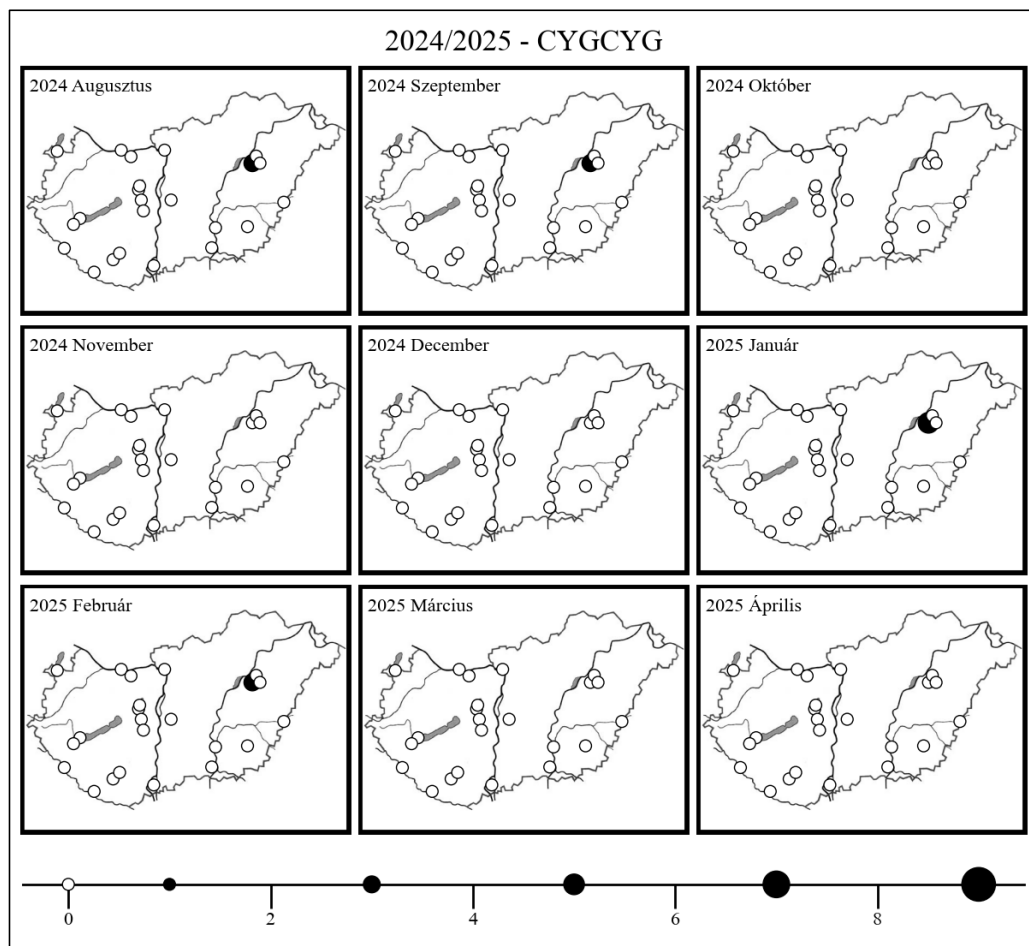 2024/2025 - CYGCYG
2024 Augusztus
2024 Szeptember
2024 Október
2024 November
2024 December
2025 Január
2025 Február
2025 Március
2025 Április
0 2 4 6 8